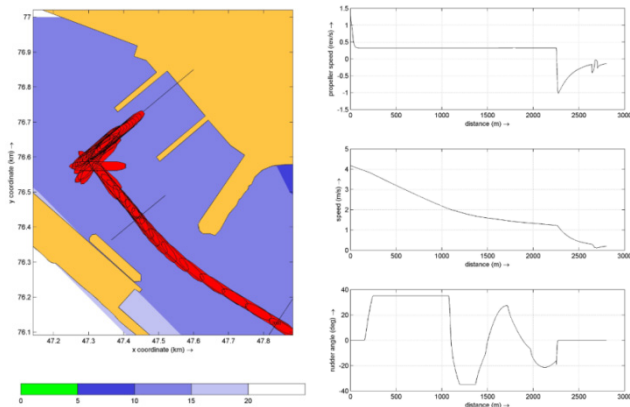 77
76.9
76.8
76.7
76.6
76.5
76.4
76.3
76.2
76.1
y coordinate (km) →
47.2 47.3 47.4 47.5 47.6 47.7 47.8
x coordinate (km) →
0 5 10 15 20
1.5
1
0.5
0
-0.5
-1
-1.5
propeller speed (rev/s) →
0 500 1000 1500 2000 2500 3000
distance (m) →
5
4
3
2
1
0
speed (m/s) →
0 500 1000 1500 2000 2500 3000
distance (m) →
40
20
0
-20
-40
rudder angle (deg) →
0 500 1000 1500 2000 2500 3000
distance (m) →